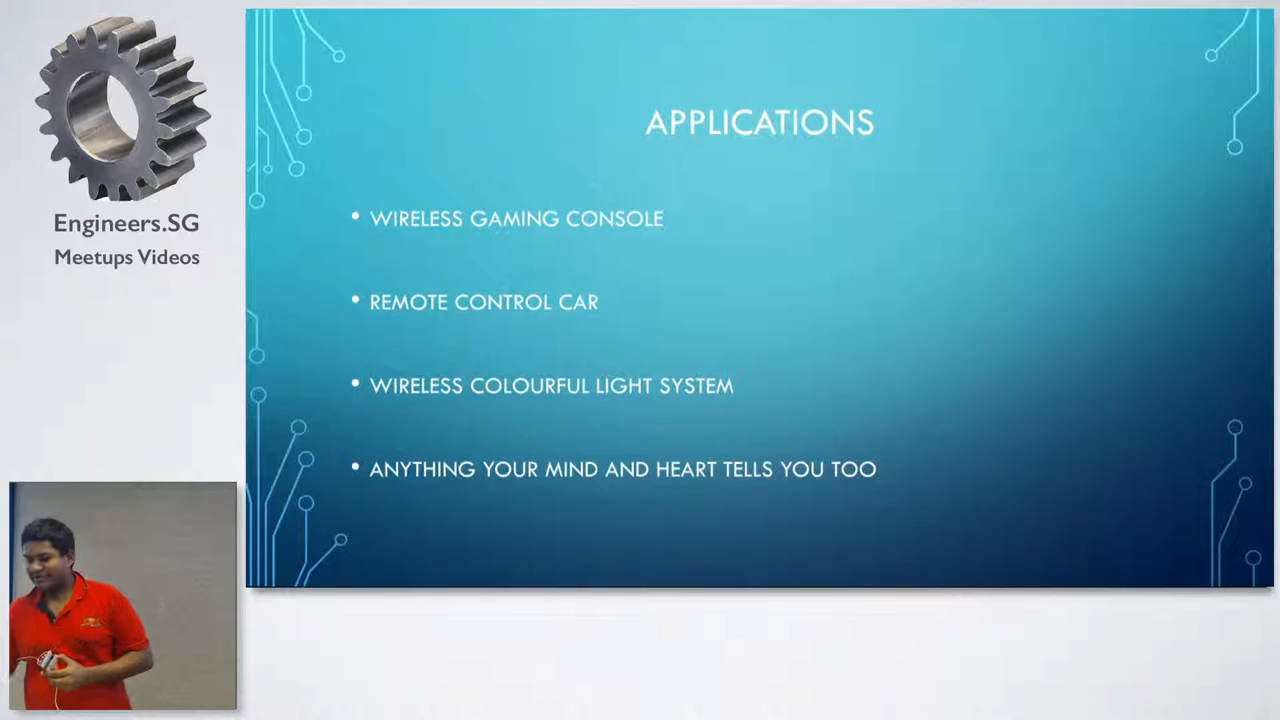 Engineers.SG
Meetups Videos
APPLICATIONS
• WIRELESS GAMING CONSOLE
• REMOTE CONTROL CAR
• WIRELESS COLOURFUL LIGHT SYSTEM
• ANYTHING YOUR MIND AND HEART TELLS YOU TOO